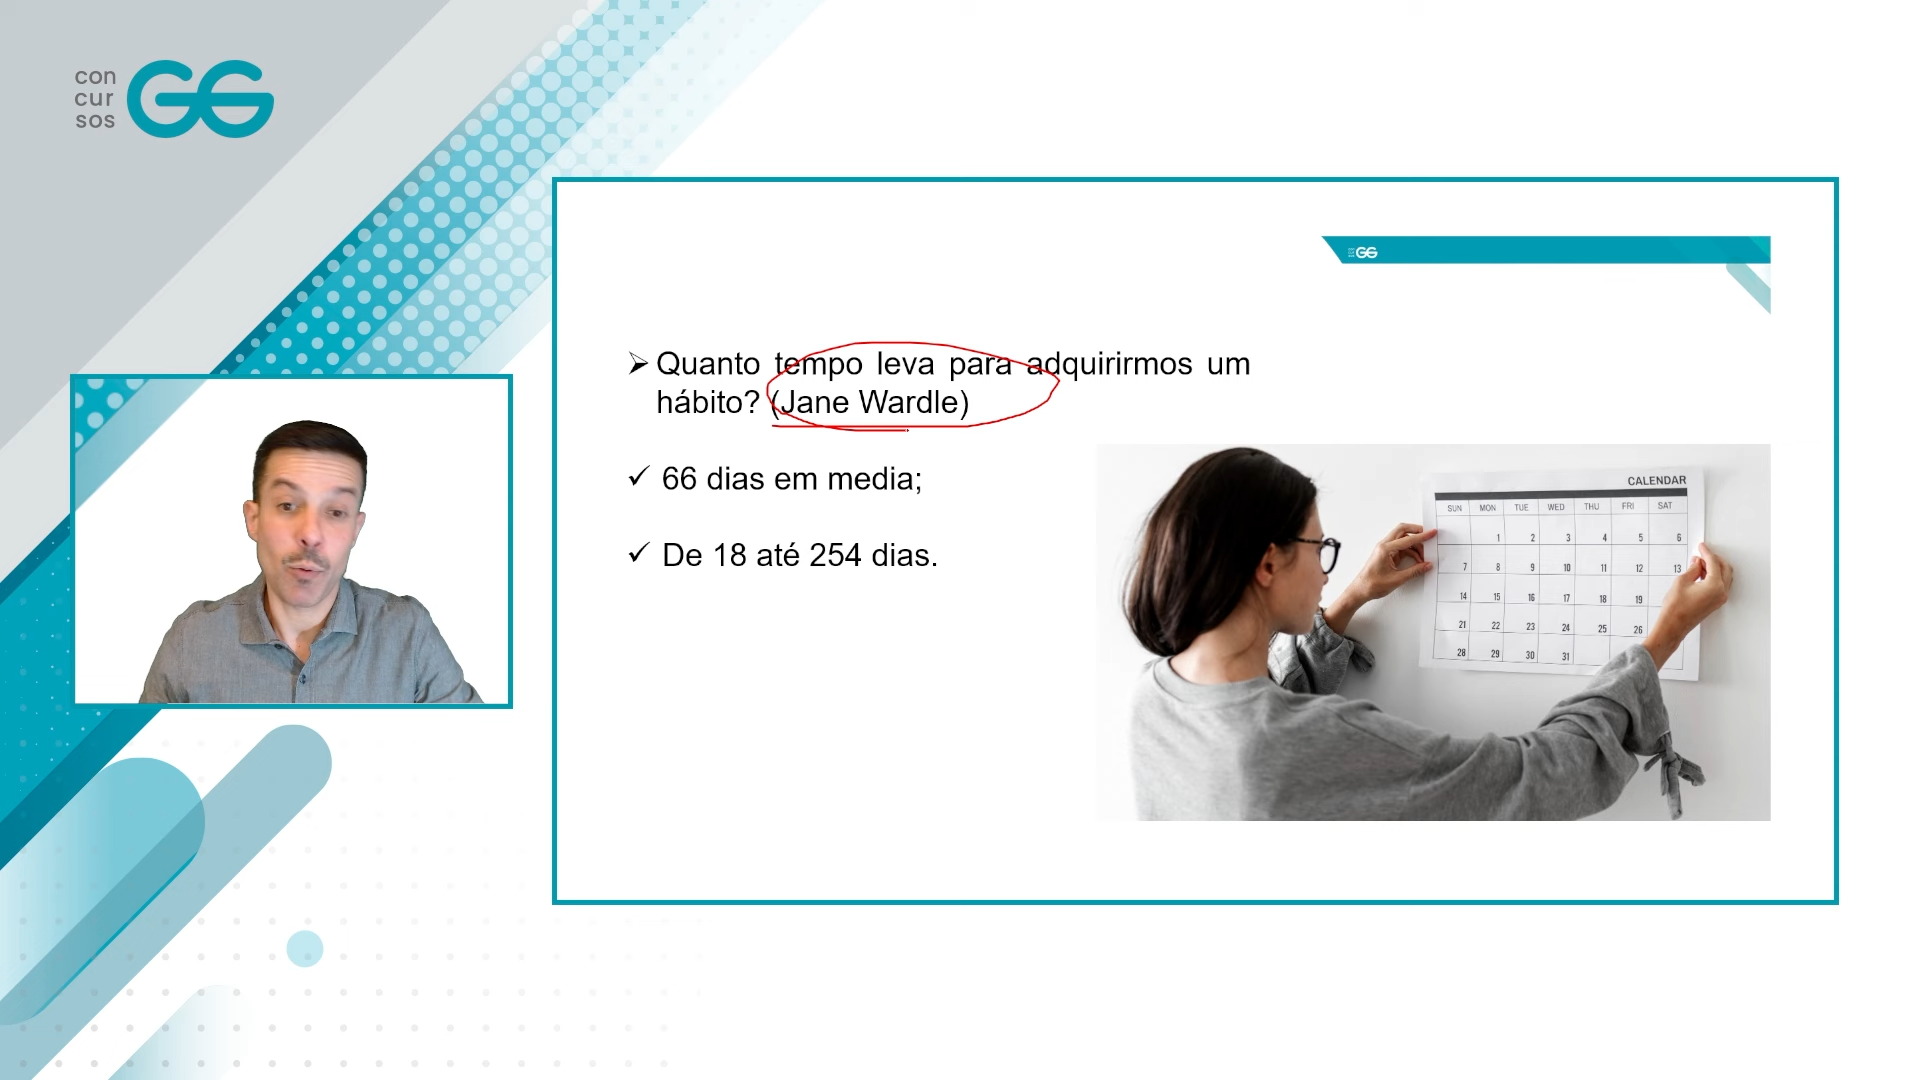 con
cur
sos
GG
GG
➢ Quanto tempo leva para adquirirmos um
hábito? (Jane Wardle)
✓ 66 dias em media;
✓ De 18 até 254 dias.
CALENDAR
SUN MON TUE WED THU FRI SAT
1 2 3 4 5 6
7 8 9 10 11 12 13
14 15 16 17 18 19
21 22 23 24 25 26
28 29 30 31